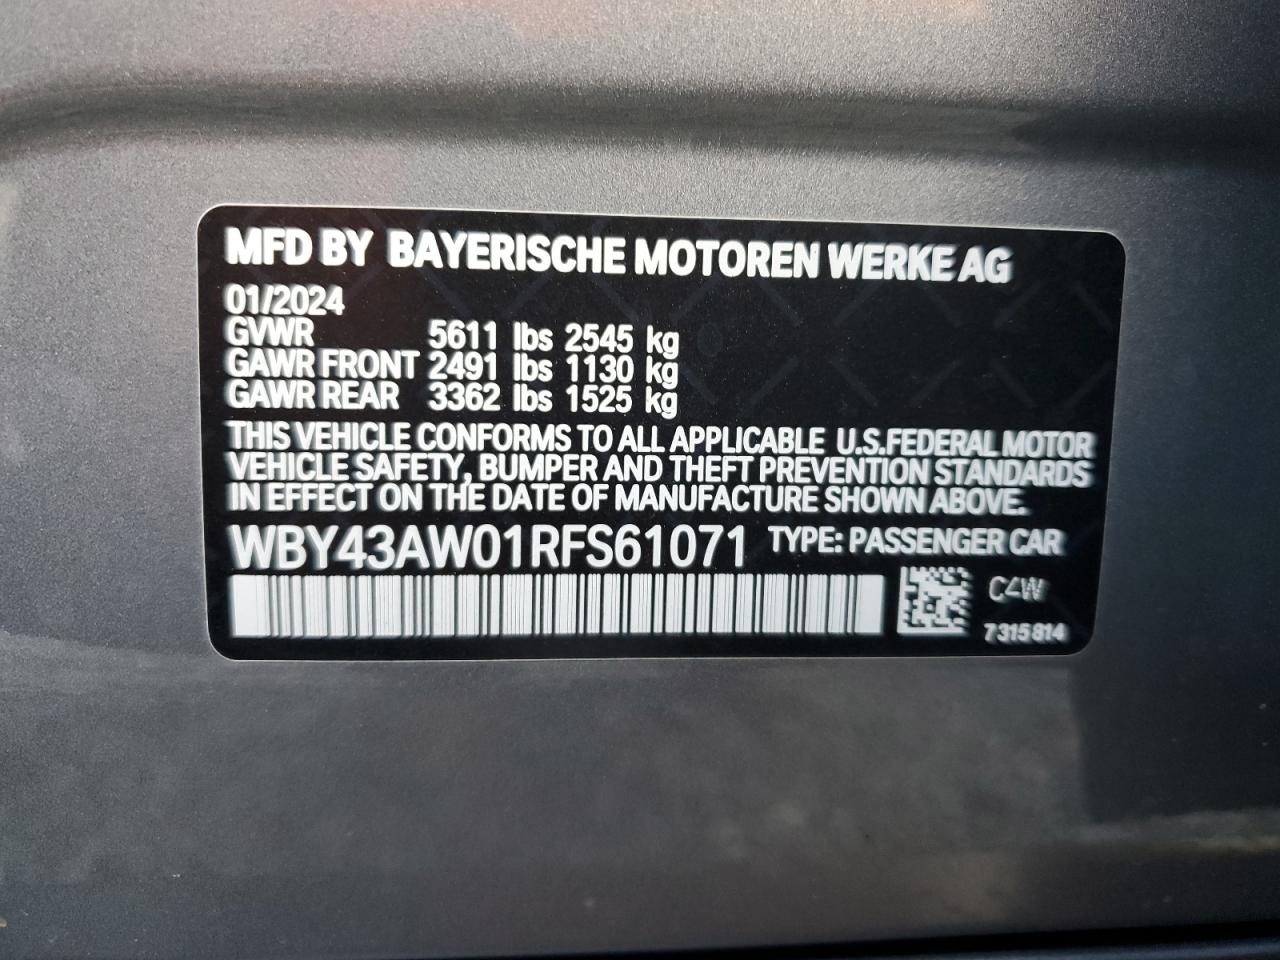 MFD BY BAYERISCHE MOTOREN WERKE AG
01/2024
GVWR 5611 lbs 2545 kg
GAWR FRONT 2491 lbs 1130 kg
GAWR REAR 3362 lbs 1525 kg
THIS VEHICLE CONFORMS TO ALL APPLICABLE U.S.FEDERAL MOTOR
VEHICLE SAFETY, BUMPER AND THEFT PREVENTION STANDARDS
IN EFFECT ON THE DATE OF MANUFACTURE SHOWN ABOVE.
WBY43AW01RFS61071 TYPE: PASSENGER CAR
C4W
7315814